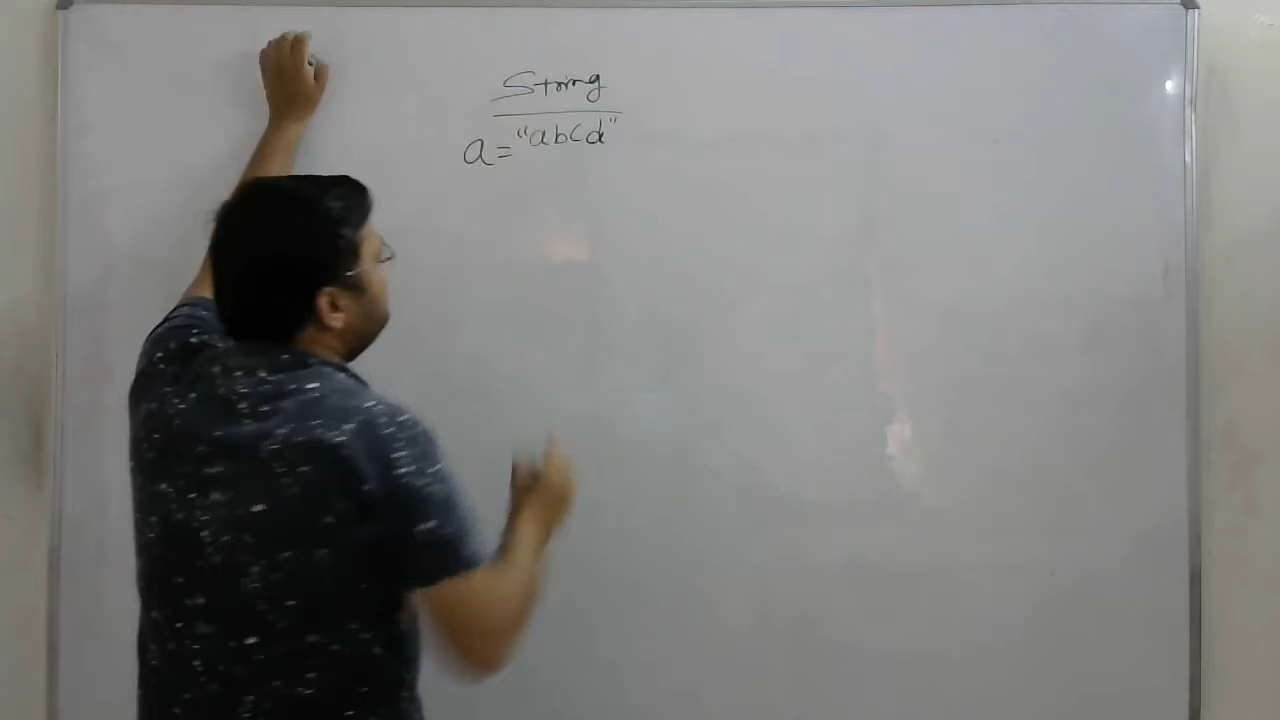 String
a= "abcd"